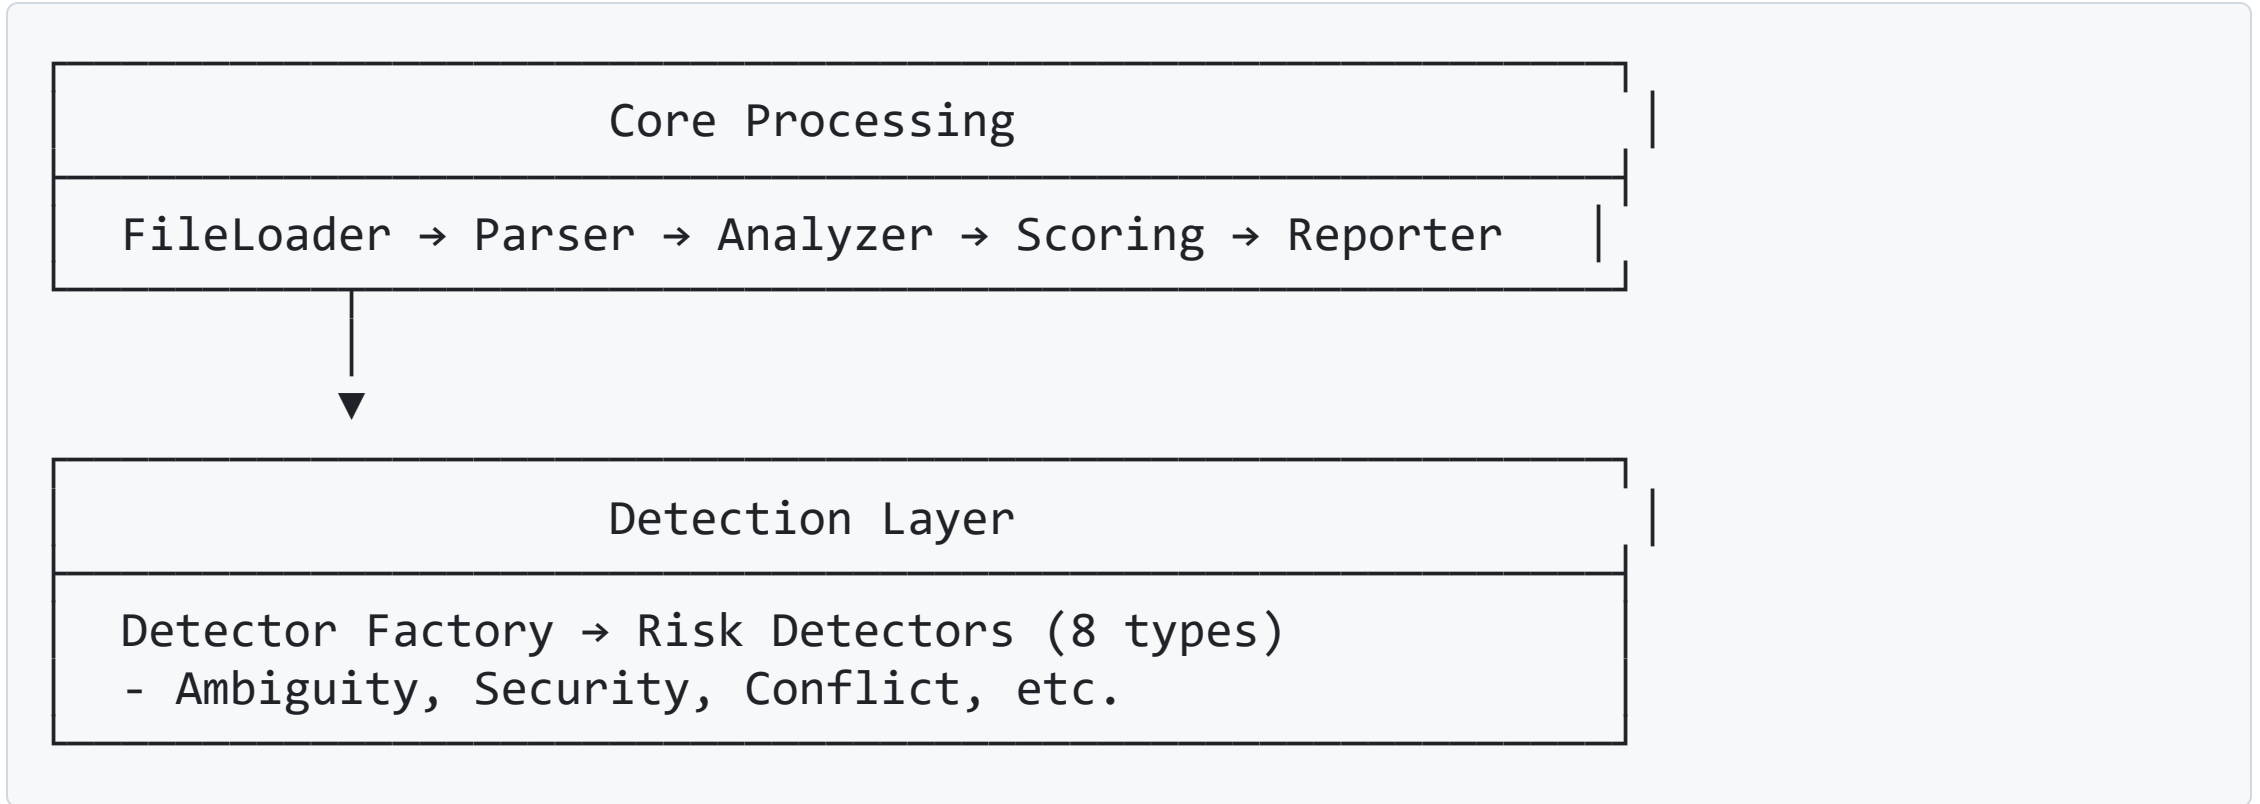 Core Processing
FileLoader → Parser → Analyzer → Scoring → Reporter
Detection Layer
Detector Factory → Risk Detectors (8 types)
- Ambiguity, Security, Conflict, etc.